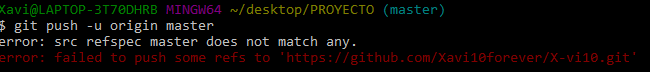 Xavi@LAPTOP-3T70DHRB MINGW64 ~/desktop/PROYECTO (master)
$ git push -u origin master
error: src refspec master does not match any.
error: failed to push some refs to 'https://github.com/Xavi10forever/X-vi10.git'